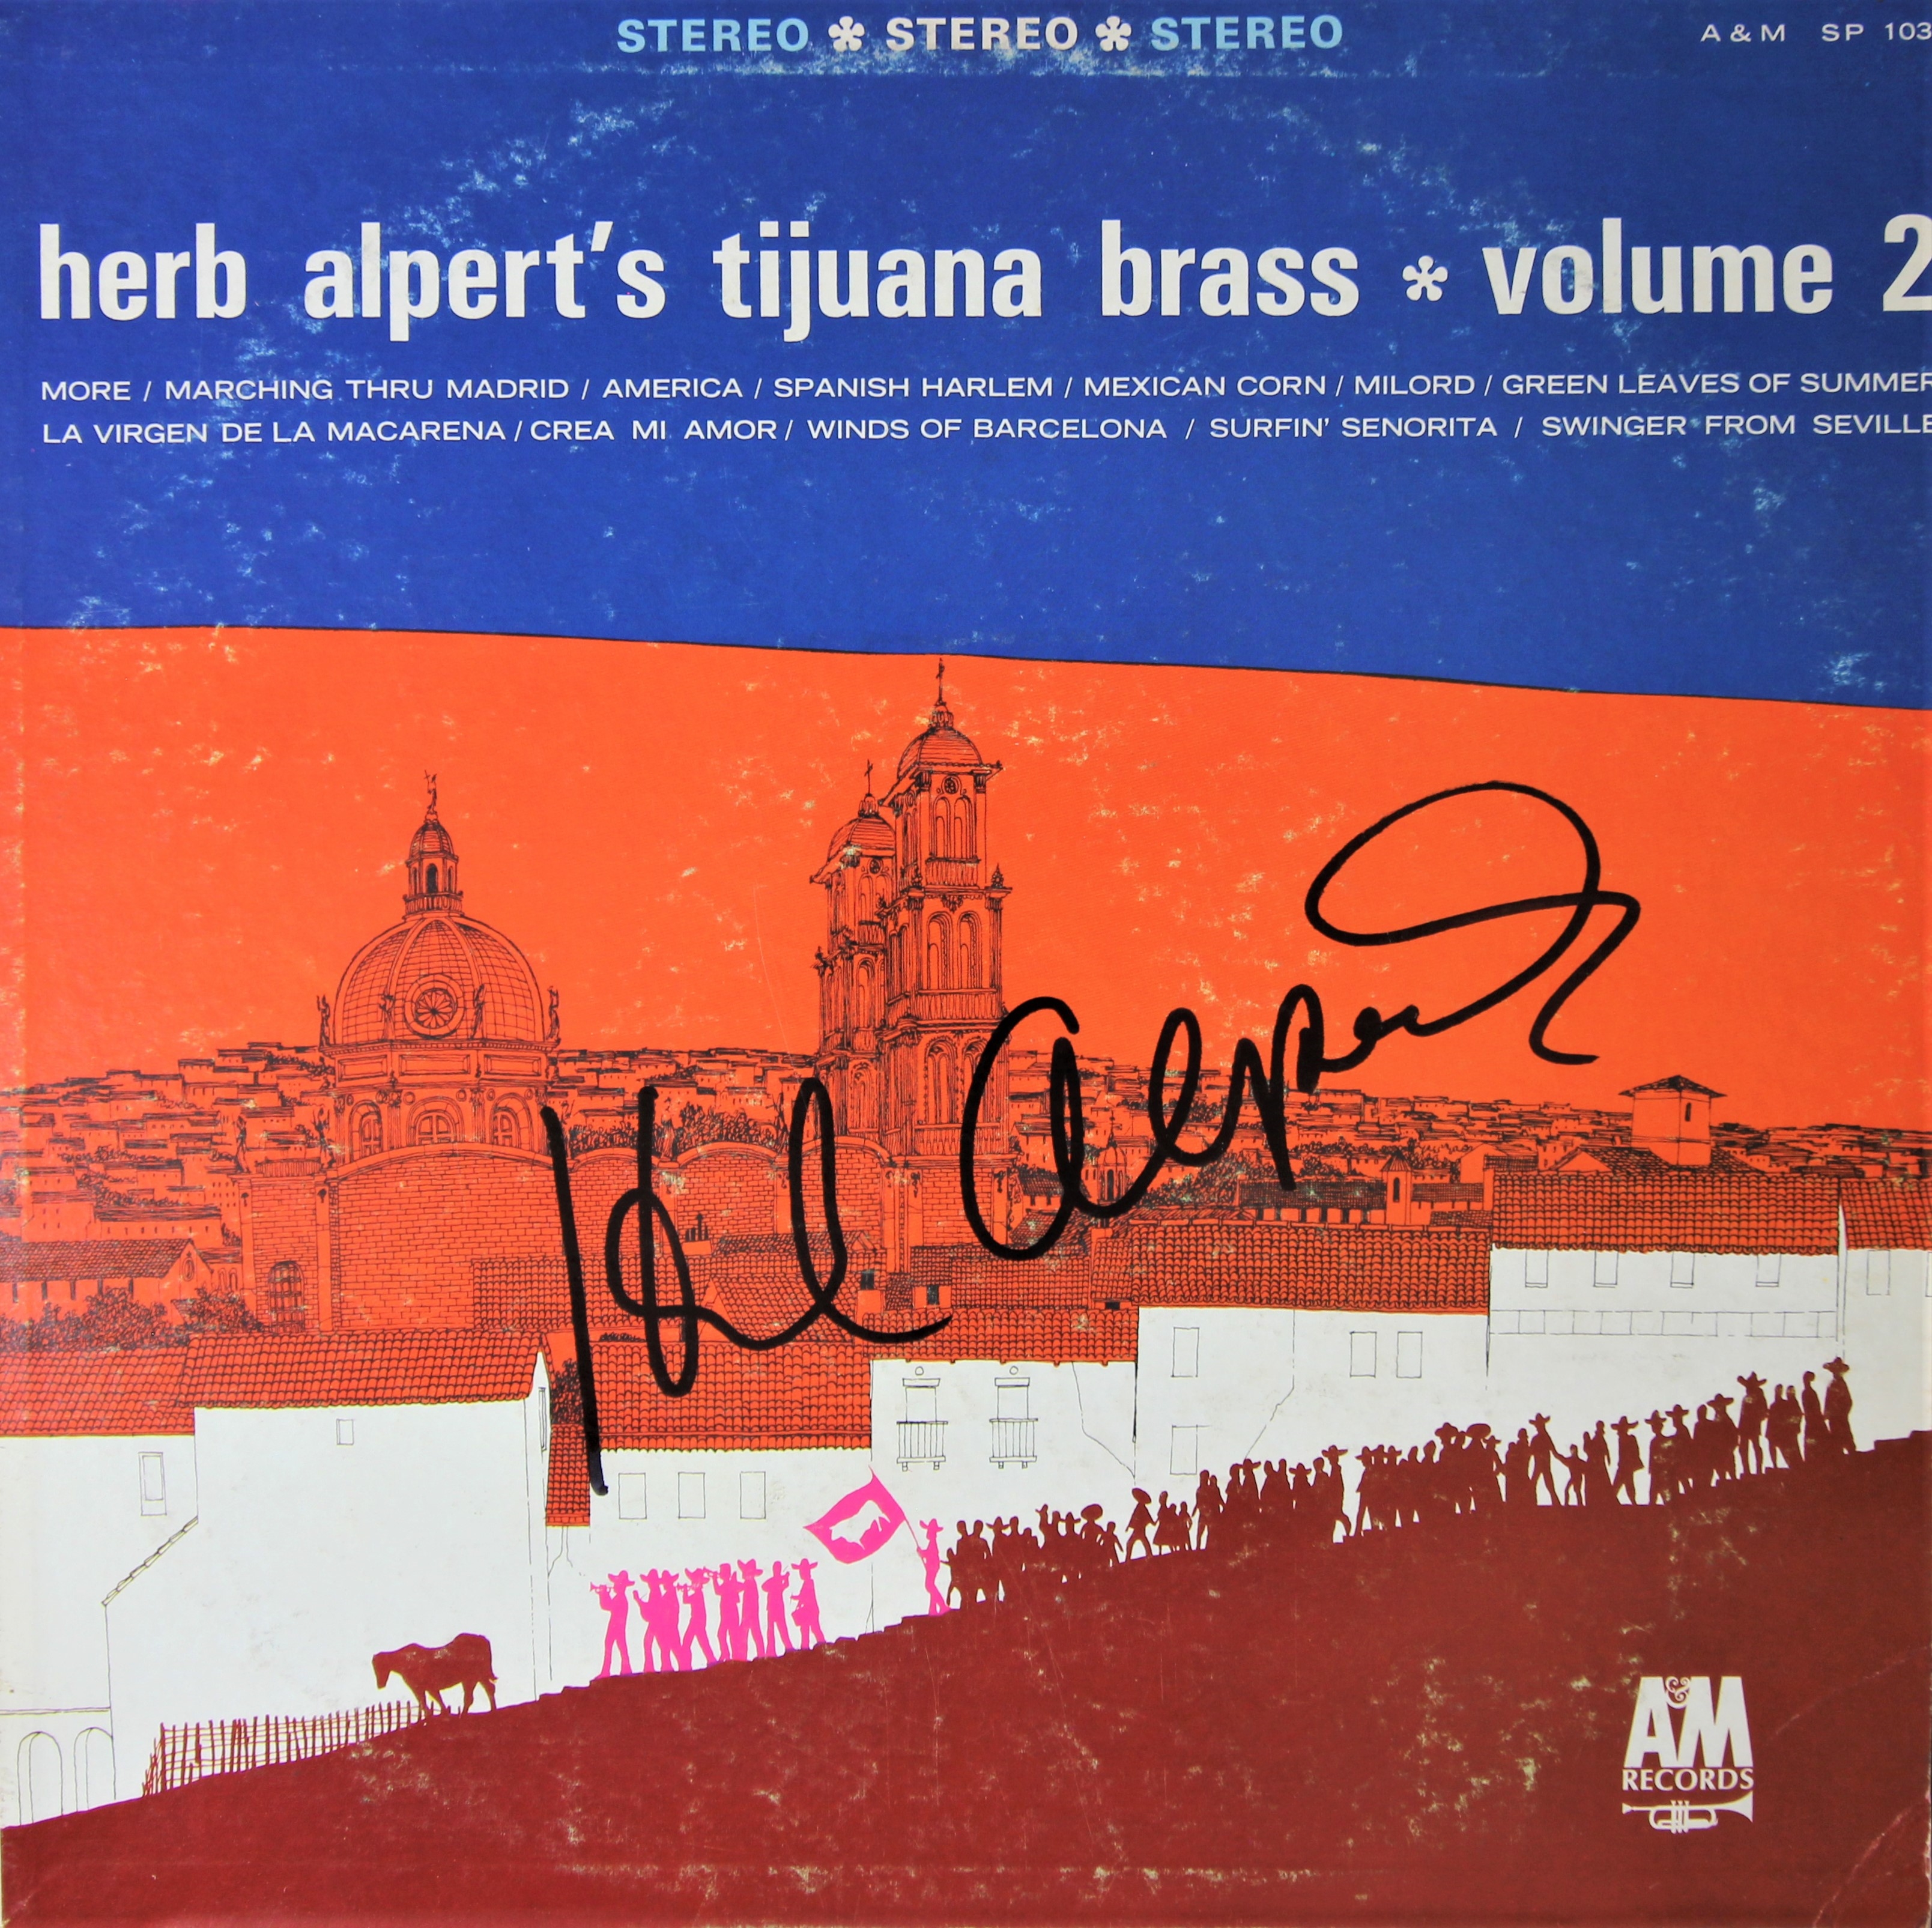 STEREO * STEREO * STEREO
A & M SP 103
herb alpert's tijuana brass * volume 2
MORE / MARCHING THRU MADRID / AMERICA / SPANISH HARLEM / MEXICAN CORN / MILORD / GREEN LEAVES OF SUMMER
LA VIRGEN DE LA MACARENA / CREA MI AMOR / WINDS OF BARCELONA / SURFIN' SENORITA / SWINGER FROM SEVILLE
Herb Alpert
A&M
RECORDS